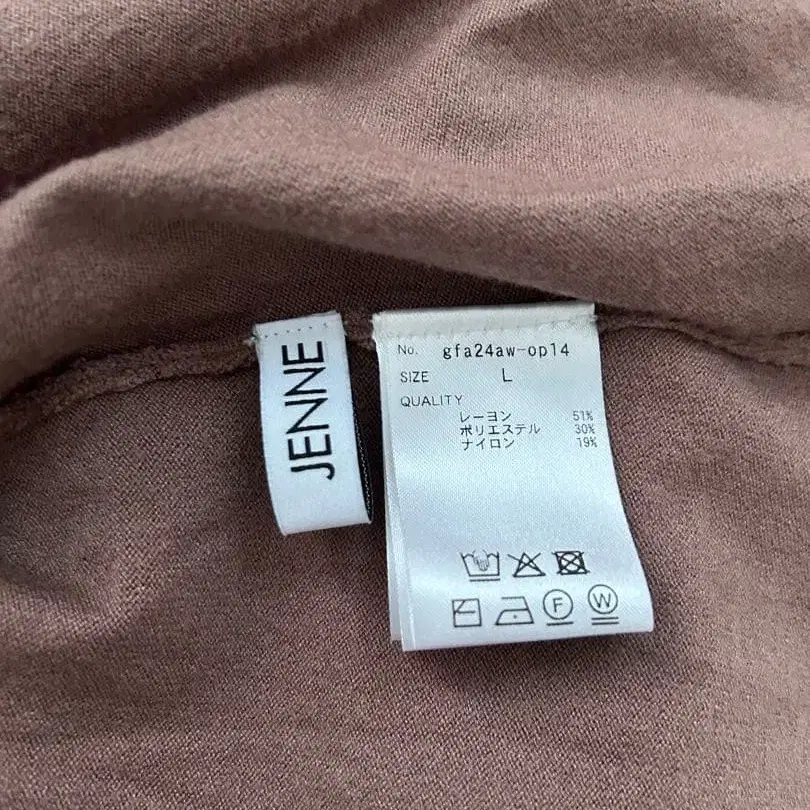 JENNE
No. gfa24aw-op14
SIZE L
QUALITY
レーヨン 51%
ポリエステル 30%
ナイロン 19%
F W